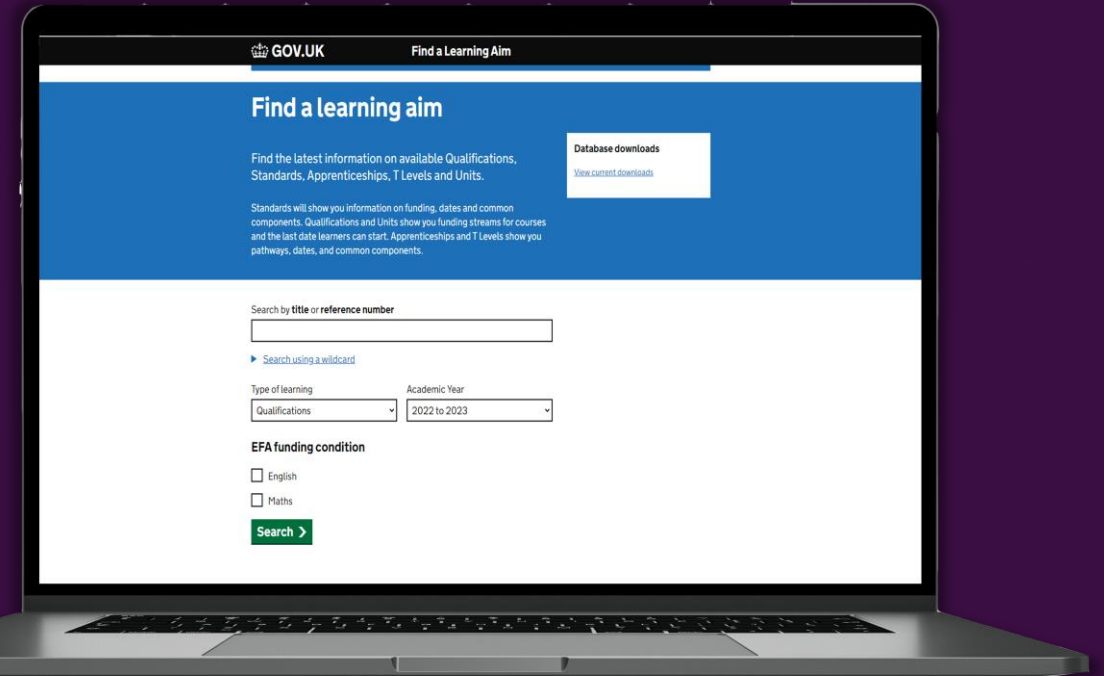 GOV.UK Find a Learning Aim
Find a learning aim
Find the latest information on available Qualifications,
Standards, Apprenticeships, T Levels and Units.
Standards will show you information on funding, dates and common
components. Qualifications and Units show you funding streams for courses
and the last date learners can start. Apprenticeships and T Levels show you
pathways, dates, and common components.
Database downloads
View current downloads
Search by title or reference number
Search using a wildcard
Type of learning Academic Year
Qualifications 2022 to 2023
EFA funding condition
English
Maths
Search